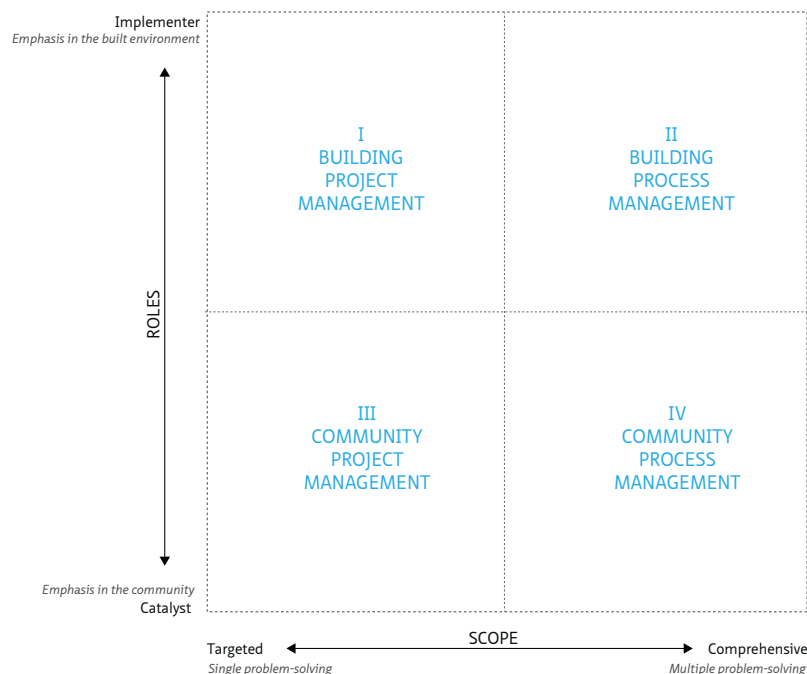 Implementer
Emphasis in the built environment
I
BUILDING
PROJECT
MANAGEMENT
II
BUILDING
PROCESS
MANAGEMENT
ROLES
III
COMMUNITY
PROJECT
MANAGEMENT
IV
COMMUNITY
PROCESS
MANAGEMENT
Emphasis in the community
Catalyst
SCOPE
Targeted
Comprehensive
Single problem-solving
Multiple problem-solving